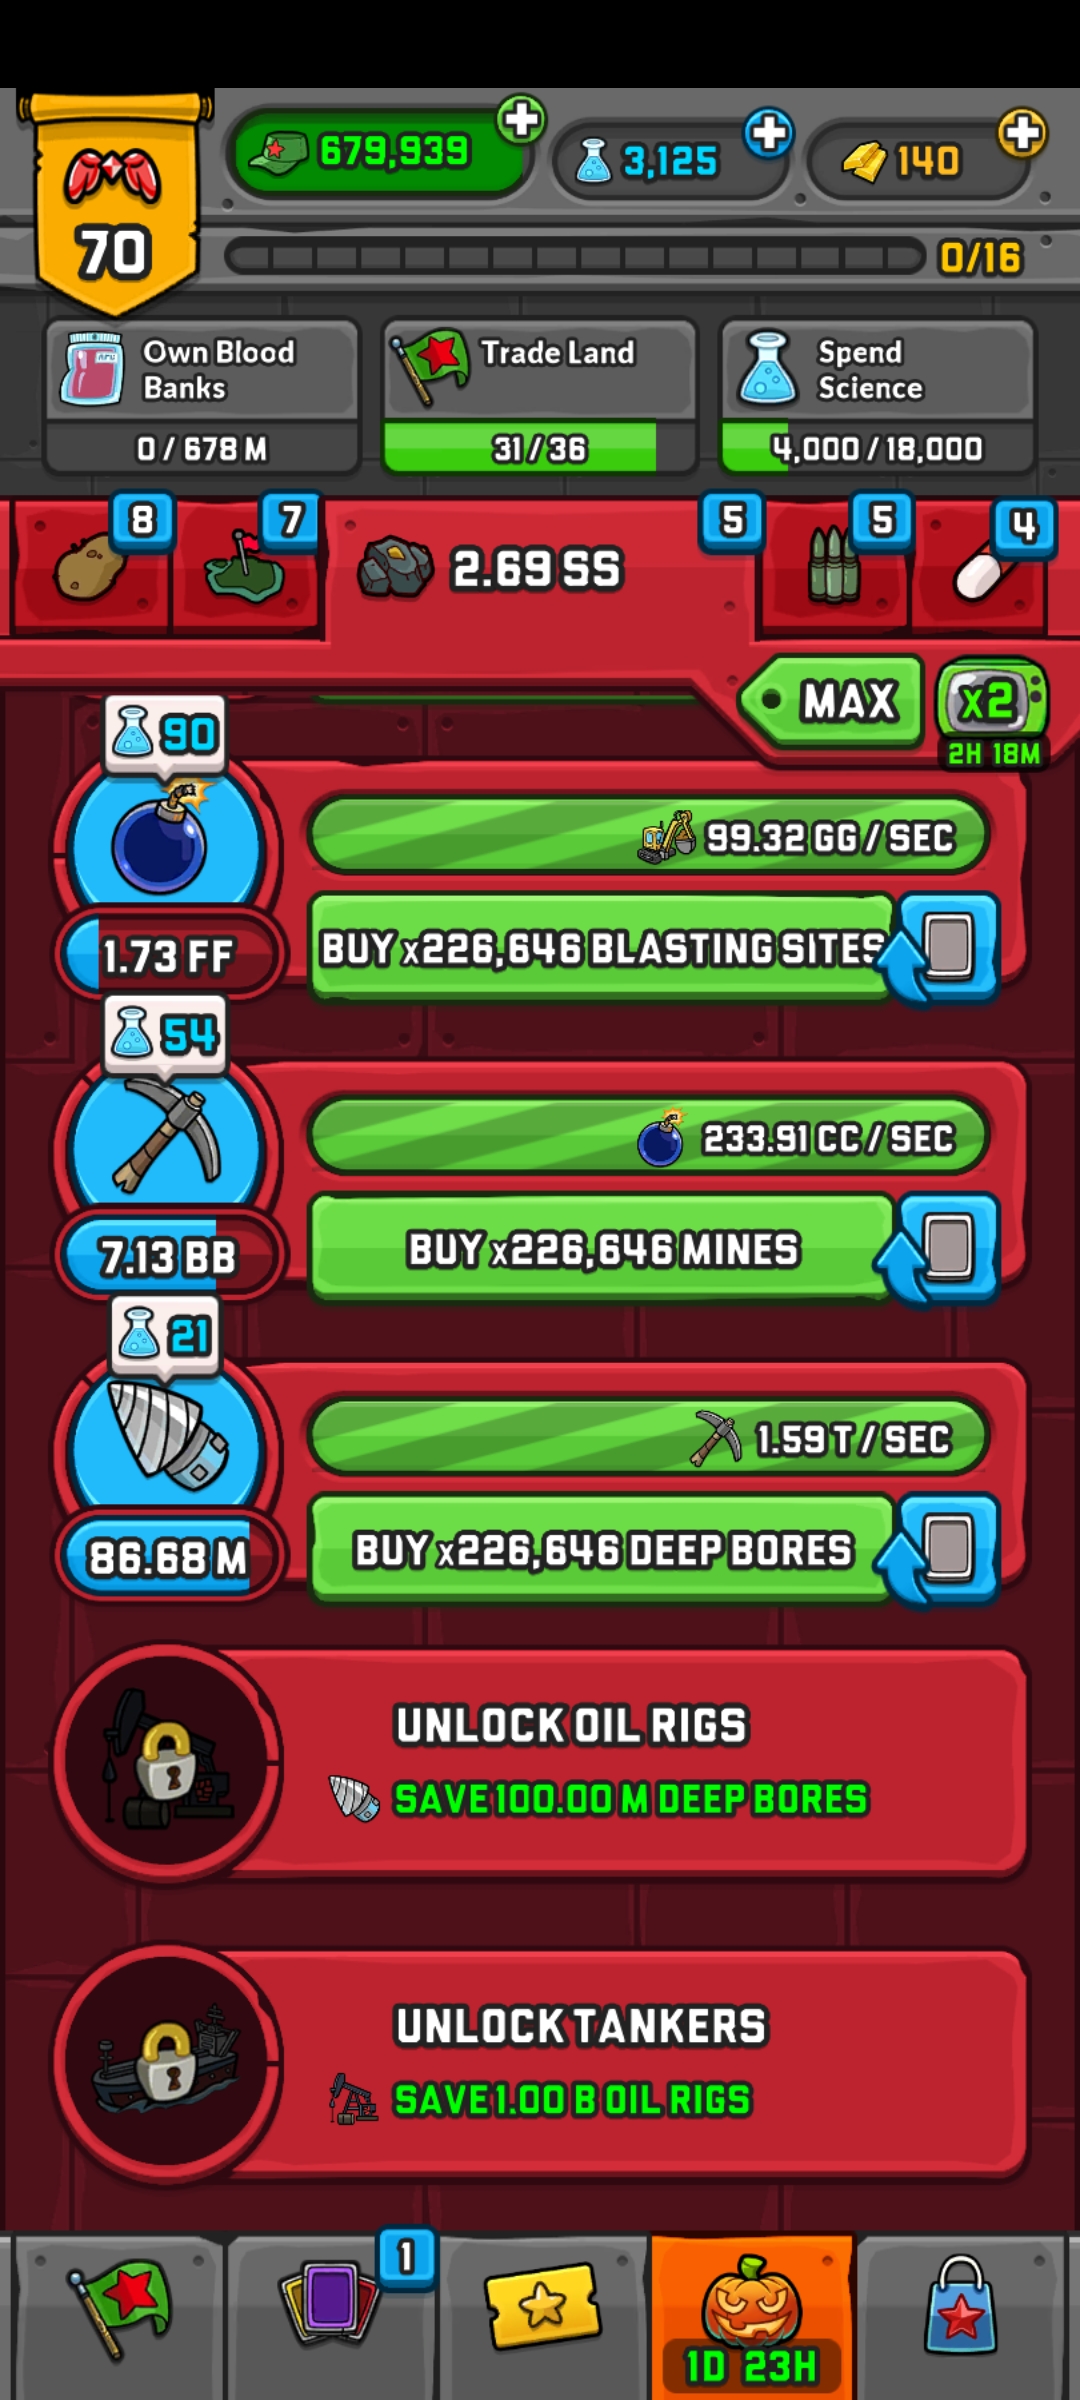 679,939
3,125
140
70
0/16
Own Blood
Banks
0 / 678 M
Trade Land
31 / 36
Spend
Science
4,000 / 18,000
8
7
2.69 SS
5
5
4
MAX
x2
2H 18M
90
99.32 GG / SEC
1.73 FF
BUY x226,646 BLASTING SITES
54
233.91 CC / SEC
7.13 BB
BUY x226,646 MINES
21
1.59 T / SEC
86.68 M
BUY x226,646 DEEP BORES
UNLOCK OIL RIGS
SAVE 100.00 M DEEP BORES
UNLOCK TANKERS
SAVE 1.00 B OIL RIGS
1
1D 23H